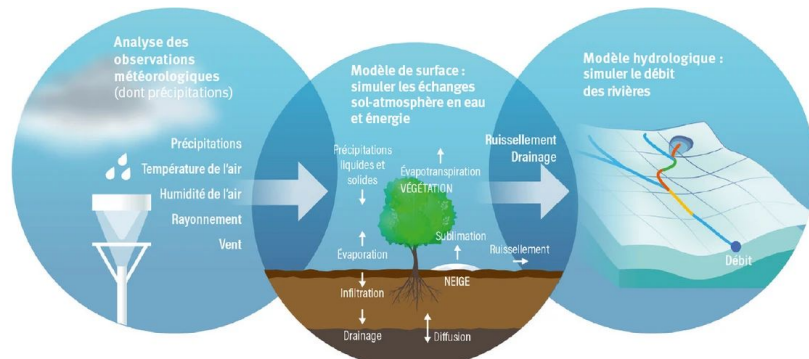 Analyse des
observations
météorologiques
(dont précipitations)
Précipitations
Température de l'air
Humidité de l'air
Rayonnement
Vent
Modèle de surface :
simuler les échanges
sol-atmosphère en eau
et énergie
Précipitations
liquides et
solides
Évapotranspiration
VÉGÉTATION
Évaporation
Sublimation
Ruissellement
NEIGE
Infiltration
Drainage
Diffusion
Ruissellement
Drainage
Modèle hydrologique :
simuler le débit
des rivières
Débit